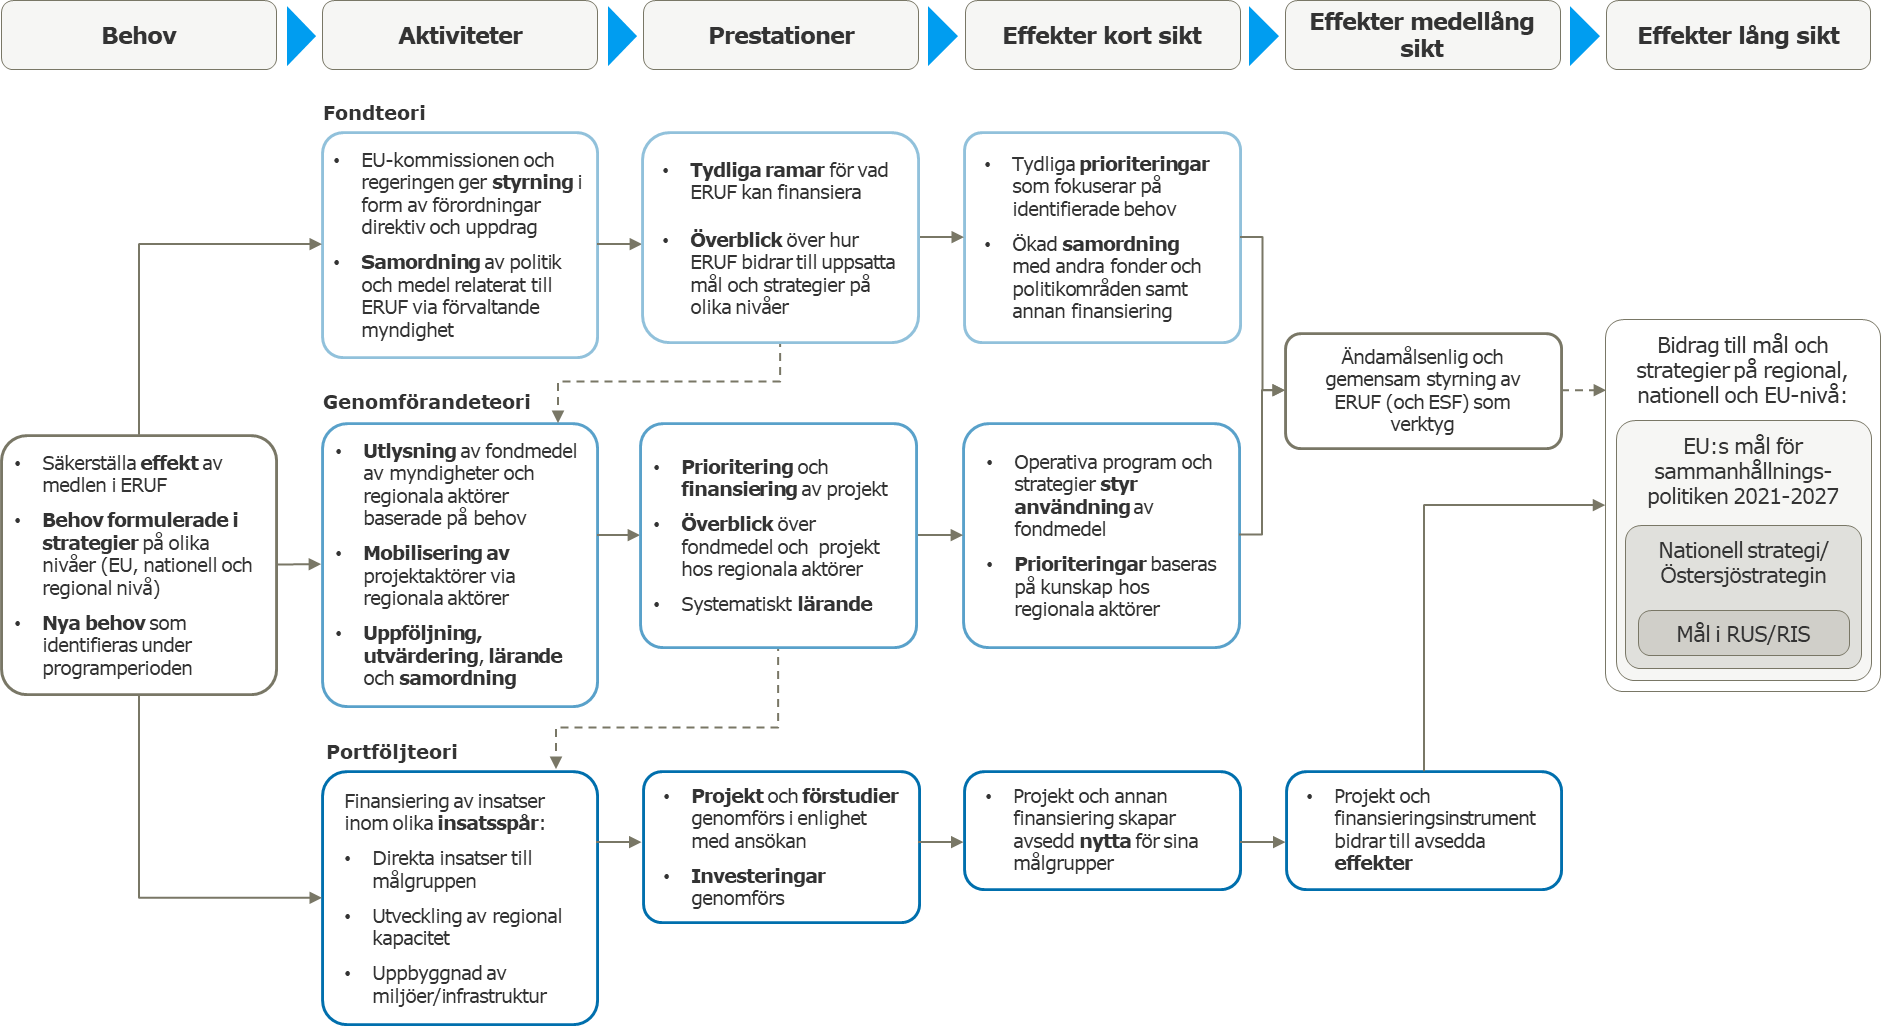 Behov
Aktiviteter
Prestationer
Effekter kort sikt
Effekter medellång
sikt
Effekter lång sikt
• Säkerställa effekt av
medlen i ERUF
• Behov formulerade i
strategier på olika
nivåer (EU, nationell och
regional nivå)
• Nya behov som
identifieras under
programperioden
Fondteori
• EU-kommissionen och
regeringen ger styrning i
form av förordningar
direktiv och uppdrag
• Samordning av politik
och medel relaterat till
ERUF via förvaltande
myndighet
• Tydliga ramar för vad
ERUF kan finansiera
• Överblick över hur
ERUF bidrar till uppsatta
mål och strategier på
olika nivåer
• Tydliga prioriteringar
som fokuserar på
identifierade behov
• Ökad samordning
med andra fonder och
politikområden samt
annan finansiering
Genomförandeteori
• Utlysning av fondmedel
av myndigheter och
regionala aktörer
baserade på behov
• Mobilisering av
projektaktörer via
regionala aktörer
• Uppföljning,
utvärdering, lärande
och samordning
• Prioritering och
finansiering av projekt
• Överblick över
fondmedel och projekt
hos regionala aktörer
• Systematiskt lärande
• Operativa program och
strategier styr
användning av
fondmedel
• Prioriteringar baseras
på kunskap hos
regionala aktörer
Ändamålsenlig och
gemensam styrning av
ERUF (och ESF) som
verktyg
Portföljteori
Finansiering av insatser
inom olika insatsspår:
• Direkta insatser till
målgruppen
• Utveckling av regional
kapacitet
• Uppbyggnad av
miljöer/infrastruktur
• Projekt och förstudier
genomförs i enlighet
med ansökan
• Investeringar
genomförs
• Projekt och annan
finansiering skapar
avsedd nytta för sina
målgrupper
• Projekt och
finansieringsinstrument
bidrar till avsedda
effekter
Bidrag till mål och
strategier på regional,
nationell och EU-nivå:
EU:s mål för
sammanhållnings-
politiken 2021-2027
Nationell strategi/
Östersjöstrategin
Mål i RUS/RIS